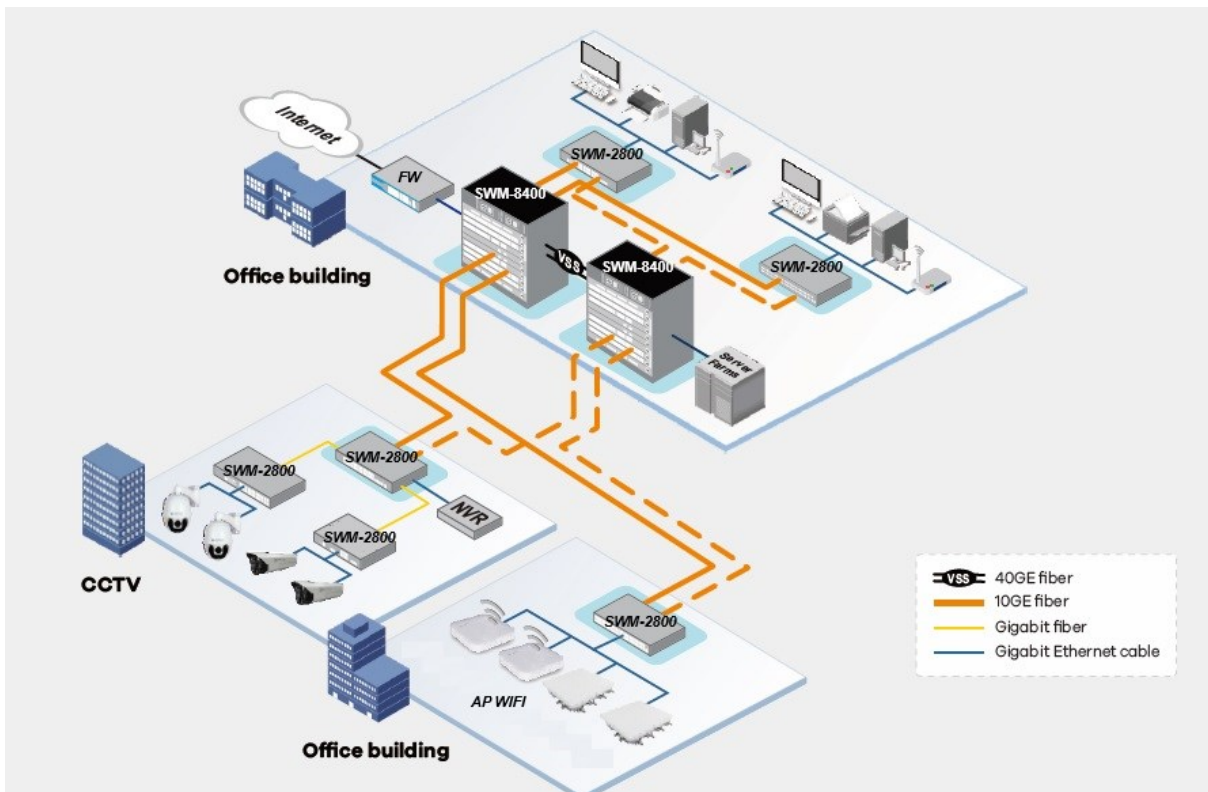 Internet
FW
SWM-2800
SWM-8400
VSS
SWM-8400
SWM-2800
Office building
Server
Farms
SWM-2800
SWM-2800
NVR
SWM-2800
CCTV
SWM-2800
AP WIFI
Office building
VSS 40GE fiber
10GE fiber
Gigabit fiber
Gigabit Ethernet cable